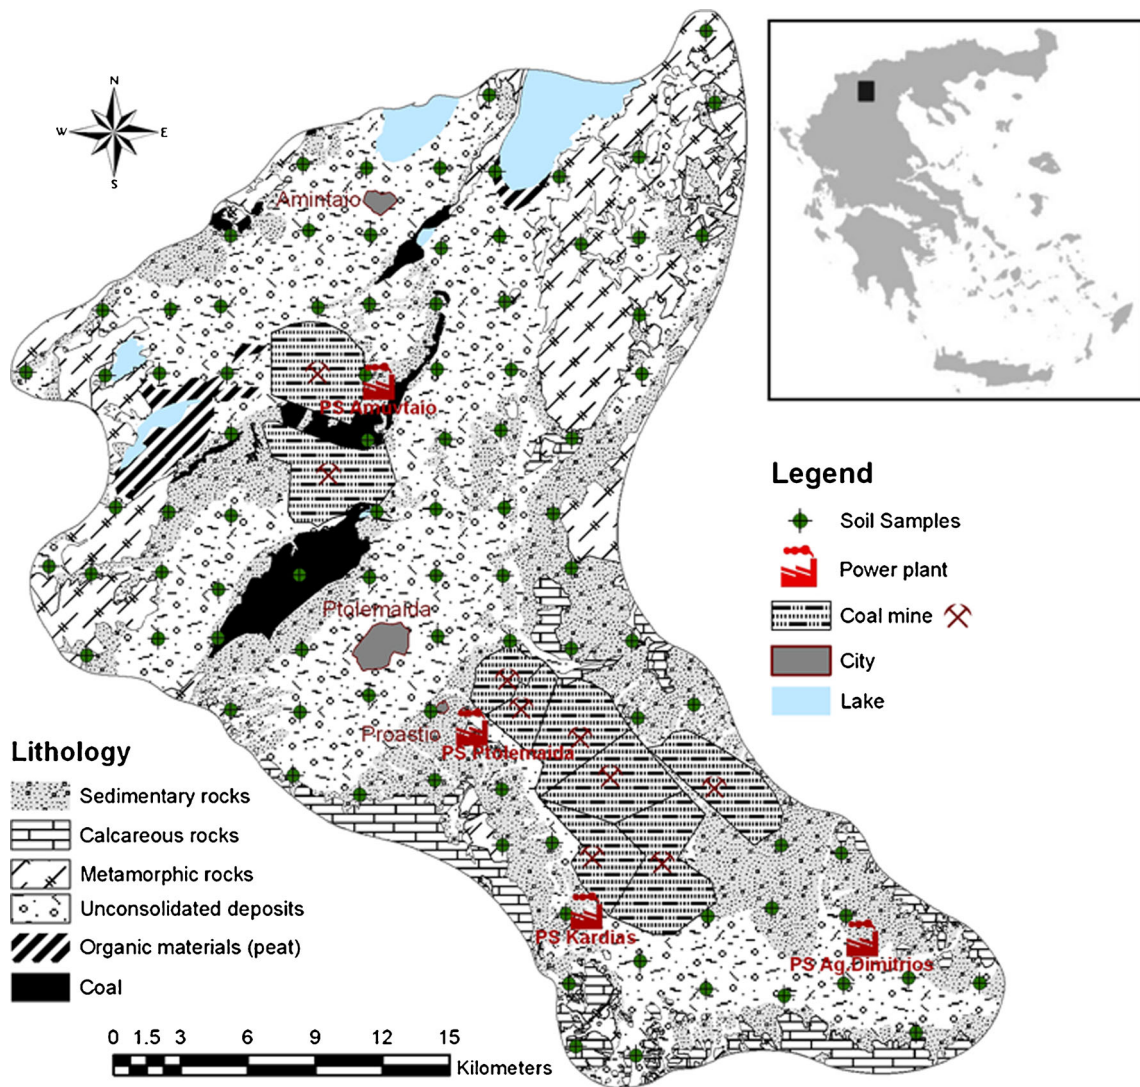 N
W E
S
Amintaio
PS Amuvtaio
Ptolemaida
Proastio
PS Ptolemaida
PS Kardias
PS Ag.Dimitrios
Legend
Soil Samples
Power plant
Coal mine
City
Lake
Lithology
Sedimentary rocks
Calcareous rocks
Metamorphic rocks
Unconsolidated deposits
Organic materials (peat)
Coal
0 1.5 3 6 9 12 15
Kilometers